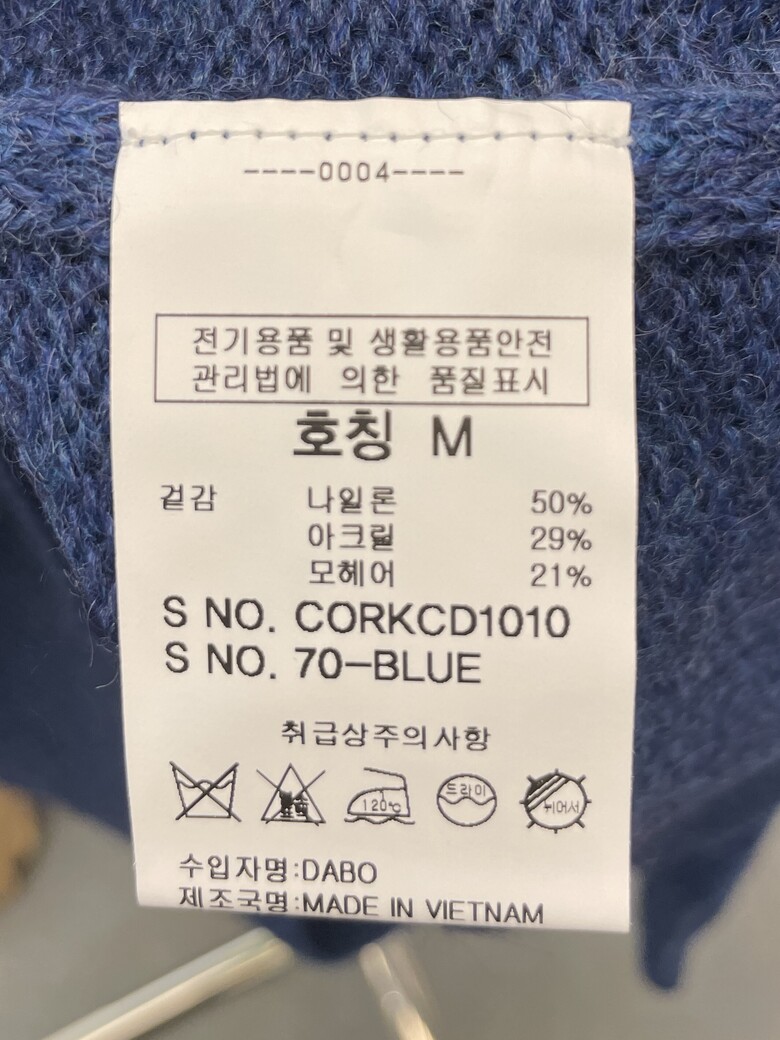 ----0004----
전기용품 및 생활용품안전
관리법에 의한 품질표시
호칭 M
겉감 나일론 50%
아크릴 29%
모헤어 21%
S NO. CORKCD1010
S NO. 70-BLUE
취급상주의사항
120℃ 드라이 뉘어서
수입자명:DABO
제조국명:MADE IN VIETNAM